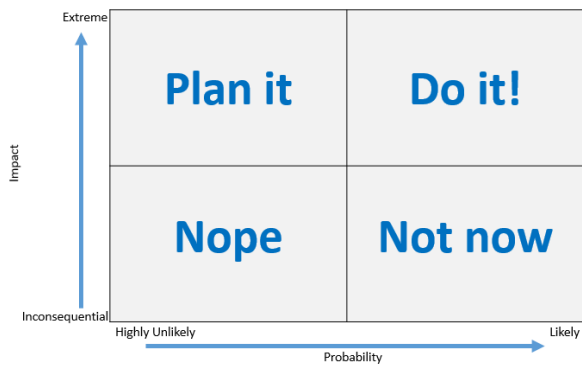 Extreme
Plan it
Do it!
Impact
Nope
Not now
Inconsequential
Highly Unlikely
Likely
Probability